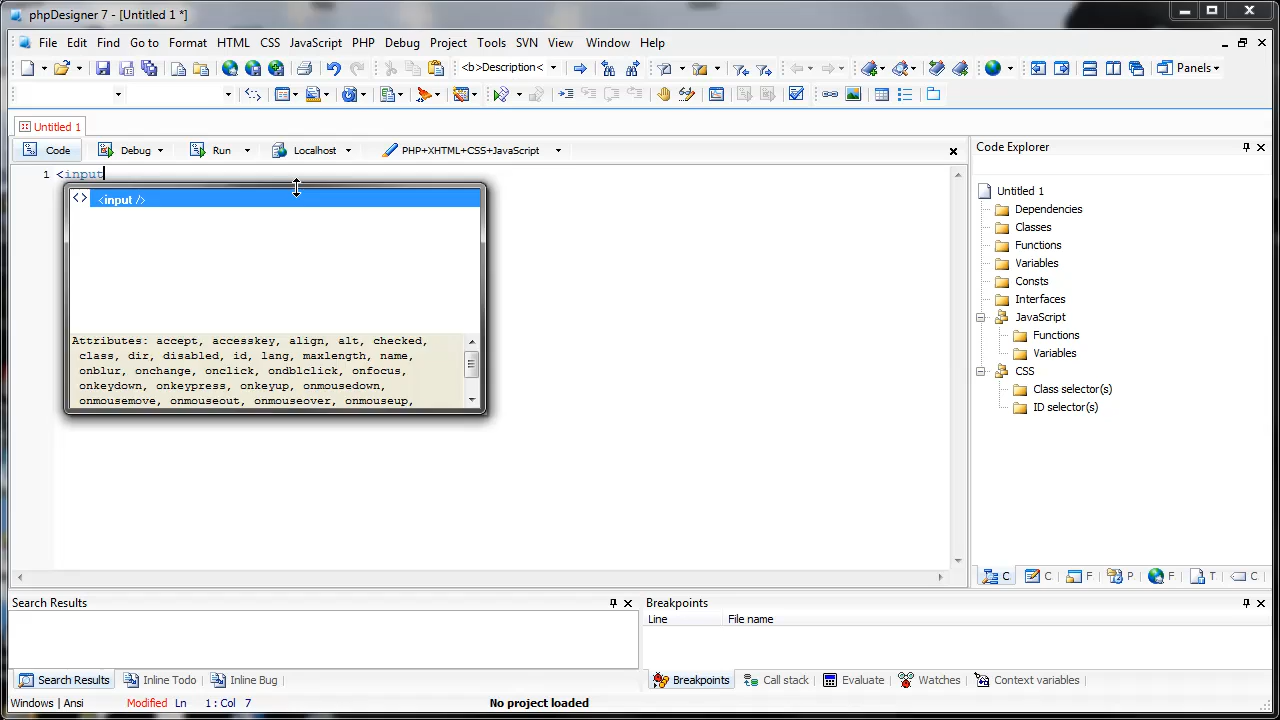 phpDesigner 7 - [Untitled 1 *]
File Edit Find Go to Format HTML CSS JavaScript PHP Debug Project Tools SVN View Window Help
<b>Description< Panels
Untitled 1
Code Debug Run Localhost PHP+XHTML+CSS+JavaScript
1 <input
<> <input />
Attributes: accept, accesskey, align, alt, checked,
class, dir, disabled, id, lang, maxlength, name,
onblur, onchange, onclick, ondblclick, onfocus,
onkeydown, onkeypress, onkeyup, onmousedown,
onmousemove, onmouseout, onmouseover, onmouseup,
Code Explorer
Untitled 1
Dependencies
Classes
Functions
Variables
Consts
Interfaces
JavaScript
Functions
Variables
CSS
Class selector(s)
ID selector(s)
C C F P F T C
Search Results
Breakpoints
Line File name
Search Results Inline Todo Inline Bug
Breakpoints Call stack Evaluate Watches Context variables
Windows | Ansi Modified Ln 1 : Col 7 No project loaded